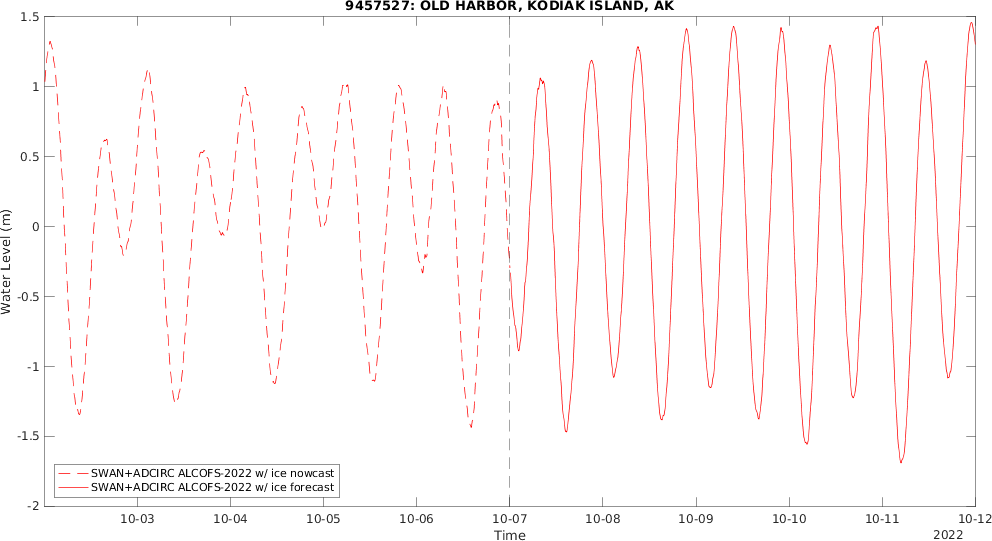 9457527: OLD HARBOR, KODIAK ISLAND, AK
1.5
1
0.5
0
-0.5
-1
-1.5
-2
Water Level (m)
SWAN+ADCIRC ALCOFS-2022 w/ ice nowcast
SWAN+ADCIRC ALCOFS-2022 w/ ice forecast
10-03 10-04 10-05 10-06 10-07 10-08 10-09 10-10 10-11 10-12
Time
2022